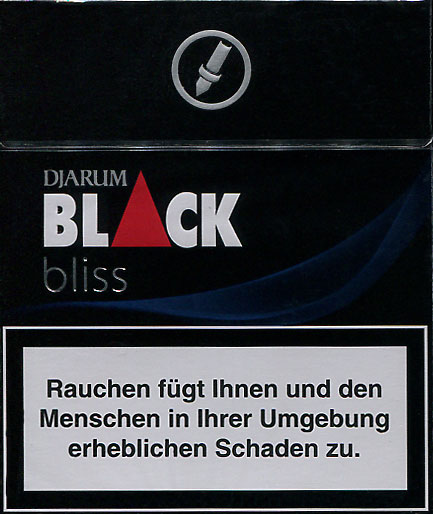 DJARUM
BLACK
bliss
Rauchen fügt Ihnen und den
Menschen in Ihrer Umgebung
erheblichen Schaden zu.